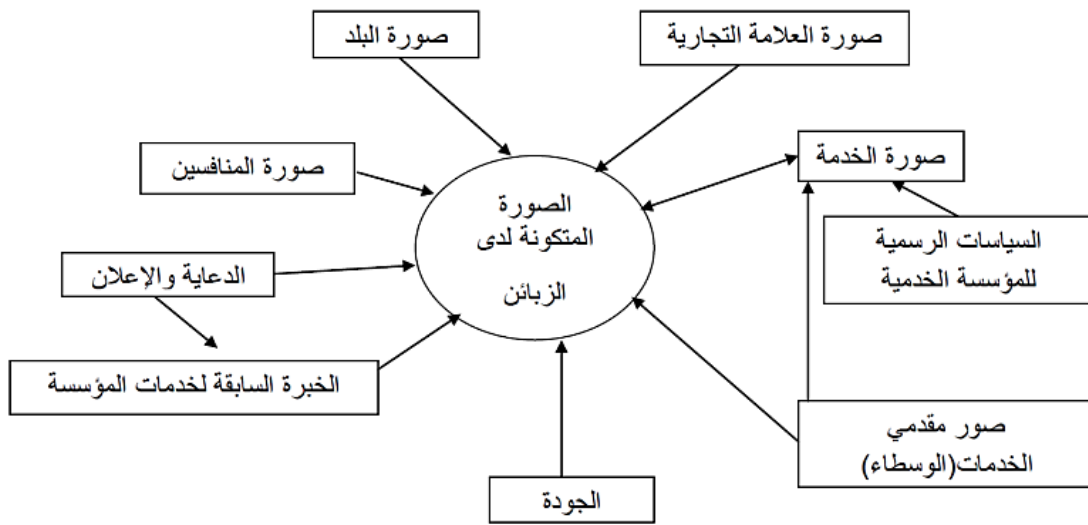 صورة العلامة التجارية
صورة البلد
صورة الخدمة
صورة المنافسين
الصورة
المتكونة لدى
الزبائن
السياسات الرسمية
للمؤسسة الخدمية
الدعاية والإعلان
الخبرة السابقة لخدمات المؤسسة
صور مقدمي
الخدمات(الوسطاء)
الجودة